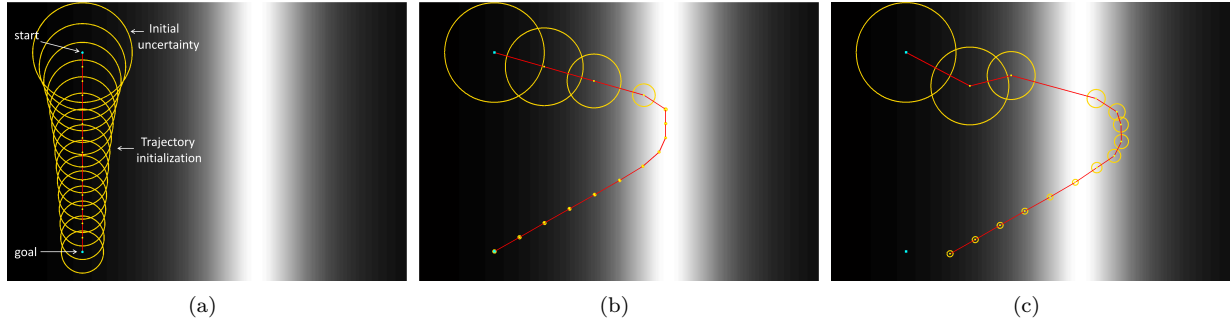 start
Initial
uncertainty
Trajectory
initialization
goal
(a)
(b)
(c)